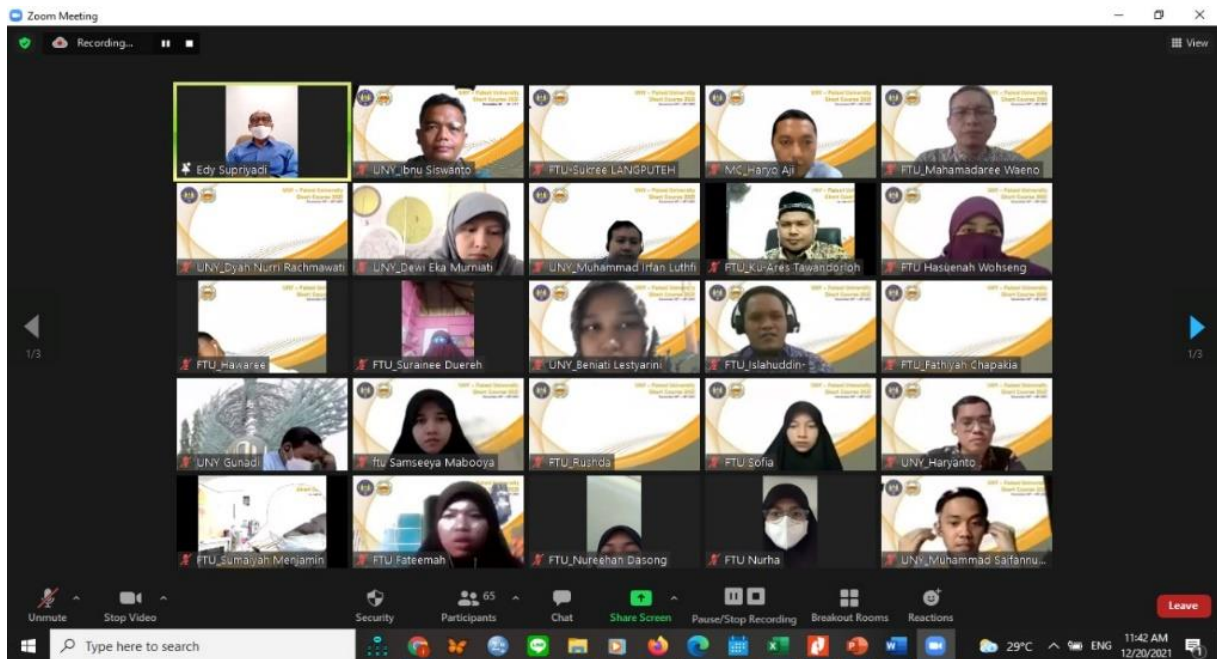 Zoom Meeting
Recording...
View
Edy Supriyadi
UNY_Ibnu Siswanto
FTU-Sukree LANGPUTEH
MC_Haryo Aji
FTU_Mahamadaree Waeno
UNY_Dyah Nurri Rachmawati
UNY_Dewi Eka Murniati
UNY_Muhammad Irfan Luthfi
FTU_Ku-Ares Tawandorloh
FTU Hasuenah Wohseng
FTU_Hawaree
FTU_Surainee Duereh
UNY_Beniati Lestyarini
FTU_Islahuddin-
FTU_Fathiyah Chapakia
1/3
1/3
UNY Gunadi
ftu Samseeya Mabooya
FTU_Rushda
FTU Sofia
UNY_Haryanto
FTU_Sumaiyah Menjamin
FTU Fateemah
FTU_Nureehan Dasong
FTU Nurha
UNY_Muhammad Saifannu...
Unmute
Stop Video
Security
Participants
65
Chat
Share Screen
Pause/Stop Recording
Breakout Rooms
Reactions
Leave
Type here to search
29°C
ENG
11:42 AM
12/20/2021